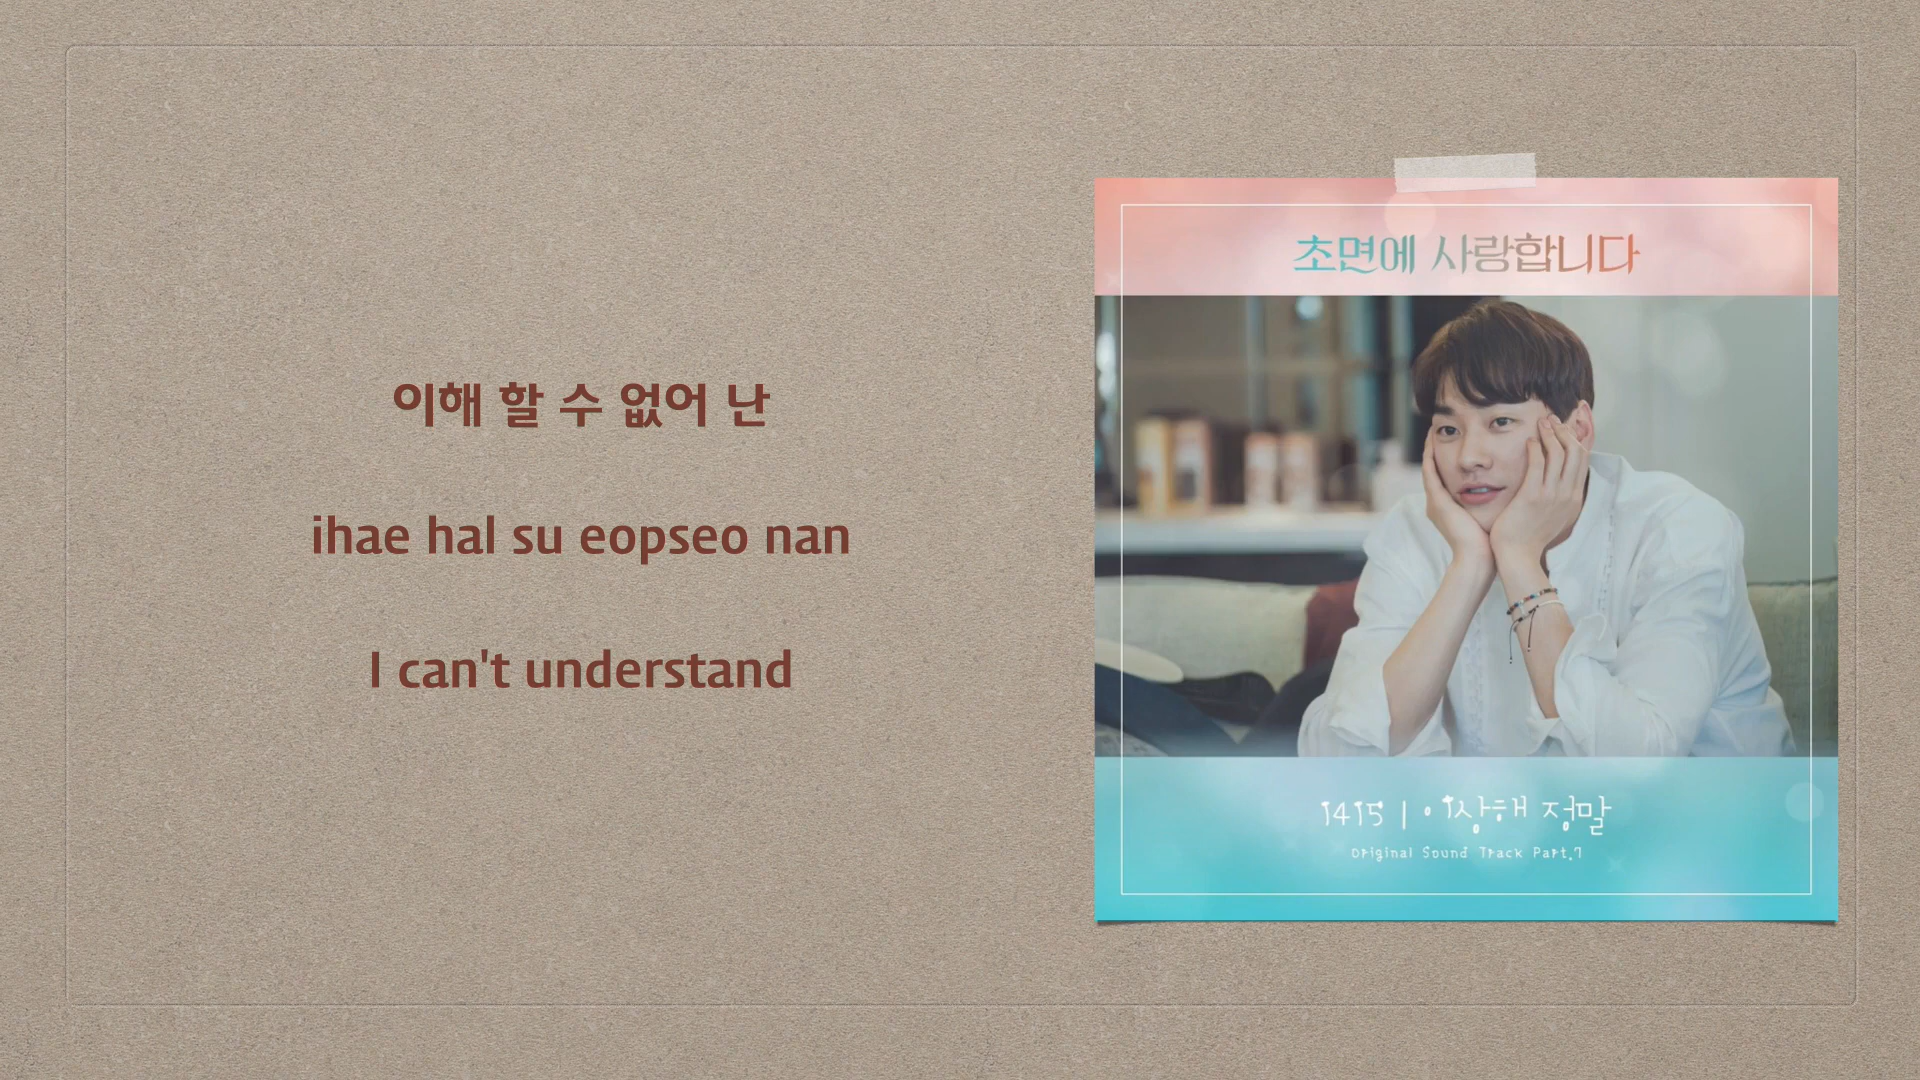 이해 할 수 없어 난
ihae hal su eopseo nan
I can't understand
초면에 사랑합니다
1415 | 이상해 정말
Original Sound Track Part.7